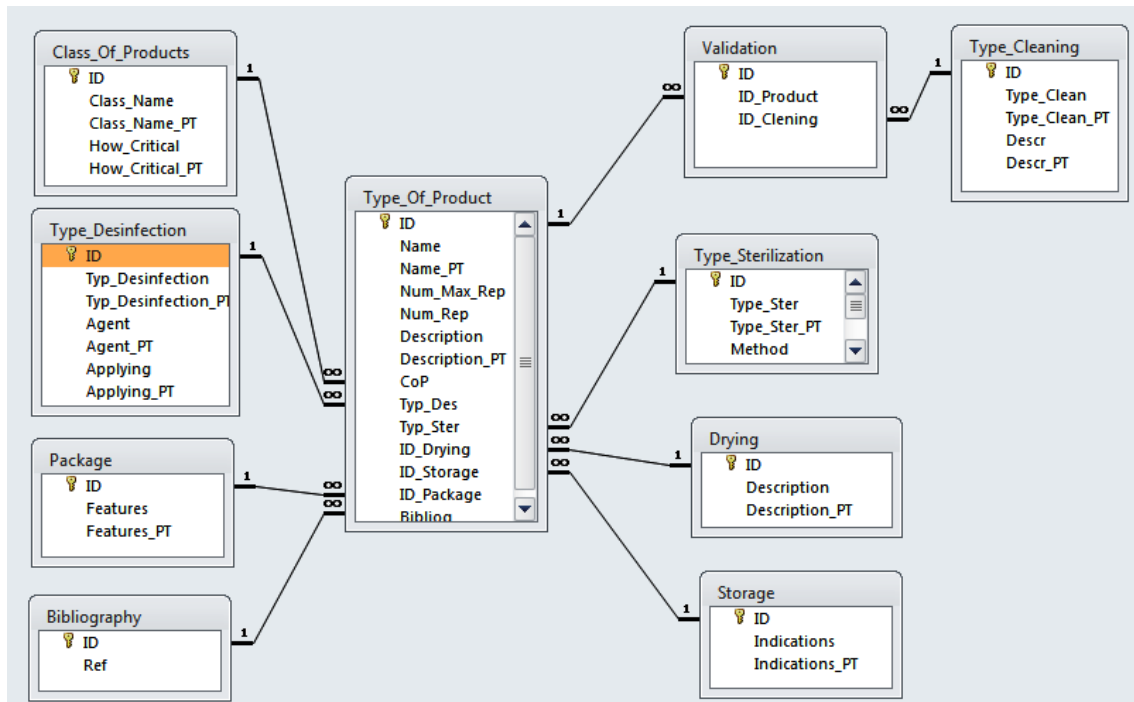 Class_Of_Products
ID
Class_Name
Class_Name_PT
How_Critical
How_Critical_PT
1
Type_Desinfection
ID
Typ_Desinfection
Typ_Desinfection_PT
Agent
Agent_PT
Applying
Applying_PT
1
Package
ID
Features
Features_PT
1
Bibliography
ID
Ref
1
Type_Of_Product
ID
Name
Name_PT
Num_Max_Rep
Num_Rep
Description
Description_PT
CoP
Typ_Des
Typ_Ster
ID_Drying
ID_Storage
ID_Package
Bibliog
∞
∞
∞
∞
1
∞
∞
∞
Validation
ID
ID_Product
ID_Clening
∞
∞
Type_Cleaning
ID
Type_Clean
Type_Clean_PT
Descr
Descr_PT
1
Type_Sterilization
ID
Type_Ster
Type_Ster_PT
Method
1
Drying
ID
Description
Description_PT
1
Storage
ID
Indications
Indications_PT
1